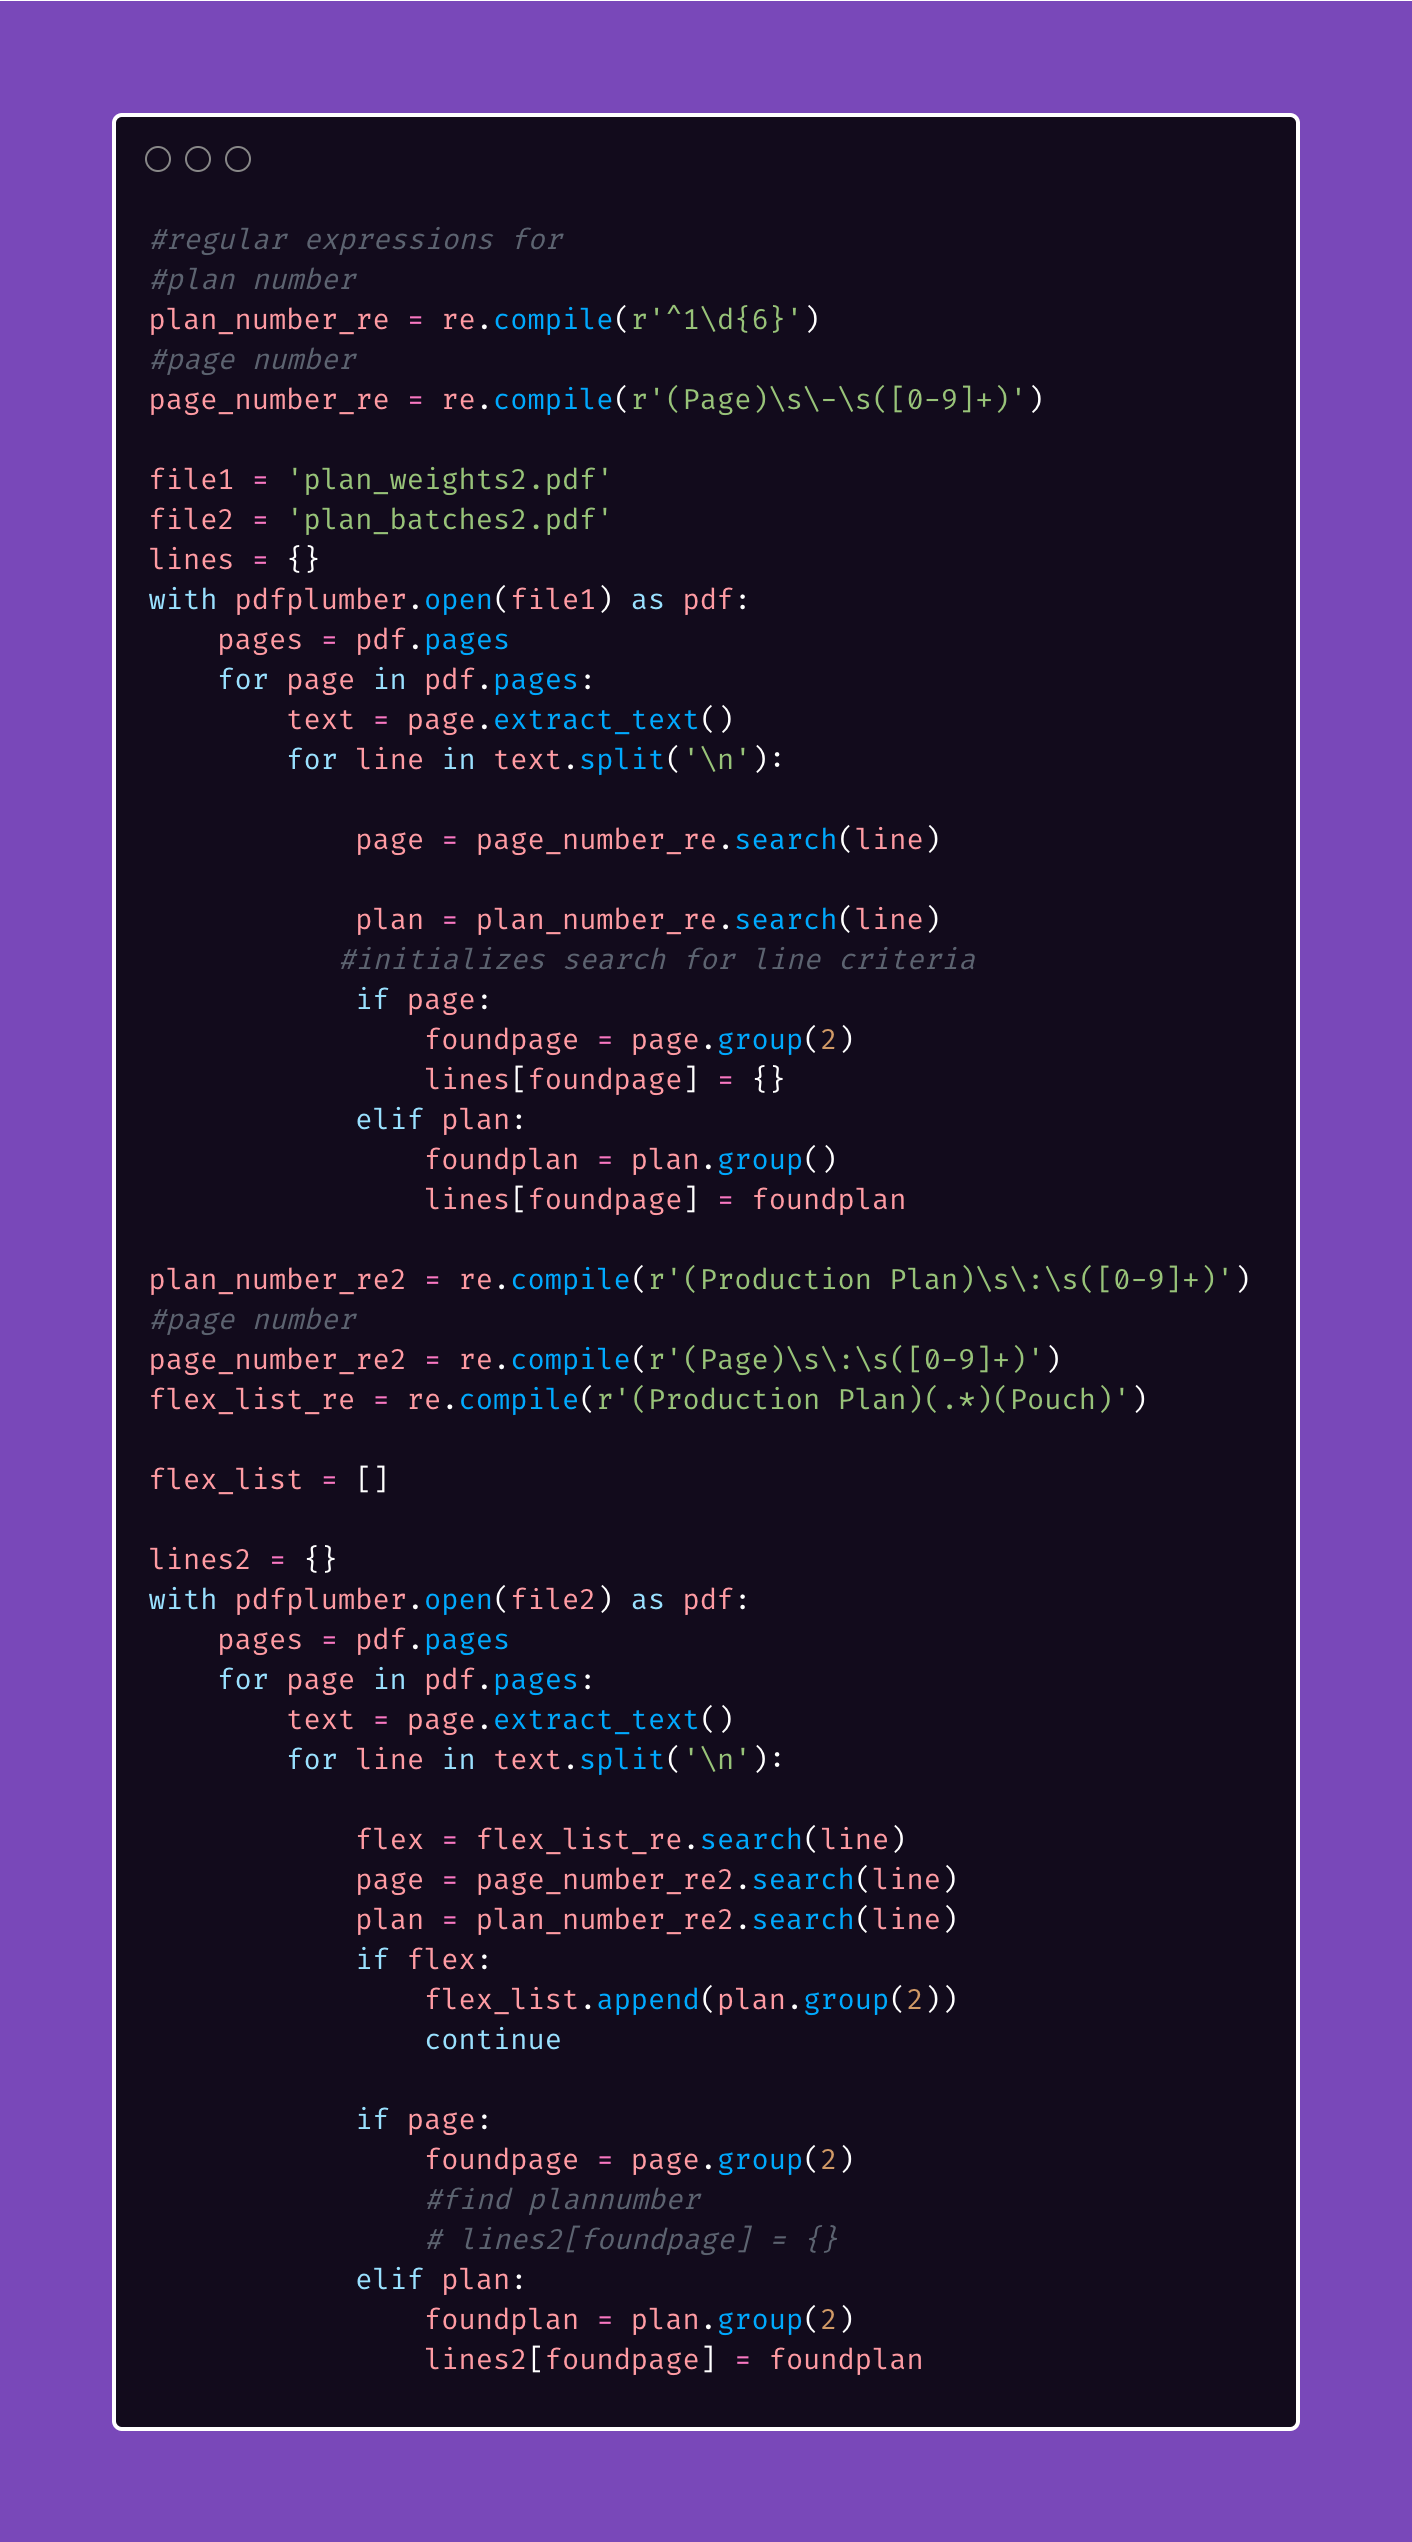 #regular expressions for
#plan number
plan_number_re = re.compile(r'^1\d{6}')
#page number
page_number_re = re.compile(r'(Page)\s\-\s([0-9]+)')

file1 = 'plan_weights2.pdf'
file2 = 'plan_batches2.pdf'
lines = {}
with pdfplumber.open(file1) as pdf:
    pages = pdf.pages
    for page in pdf.pages:
        text = page.extract_text()
        for line in text.split('\n'):

            page = page_number_re.search(line)

            plan = plan_number_re.search(line)
           #initializes search for line criteria
            if page:
                foundpage = page.group(2)
                lines[foundpage] = {}
            elif plan:
                foundplan = plan.group()
                lines[foundpage] = foundplan

plan_number_re2 = re.compile(r'(Production Plan)\s\:\s([0-9]+)')
#page number
page_number_re2 = re.compile(r'(Page)\s\:\s([0-9]+)')
flex_list_re = re.compile(r'(Production Plan)(.*)(Pouch)')

flex_list = []

lines2 = {}
with pdfplumber.open(file2) as pdf:
    pages = pdf.pages
    for page in pdf.pages:
        text = page.extract_text()
        for line in text.split('\n'):

            flex = flex_list_re.search(line)
            page = page_number_re2.search(line)
            plan = plan_number_re2.search(line)
            if flex:
                flex_list.append(plan.group(2))
                continue

            if page:
                foundpage = page.group(2)
                #find plannumber
                # lines2[foundpage] = {}
            elif plan:
                foundplan = plan.group(2)
                lines2[foundpage] = foundplan